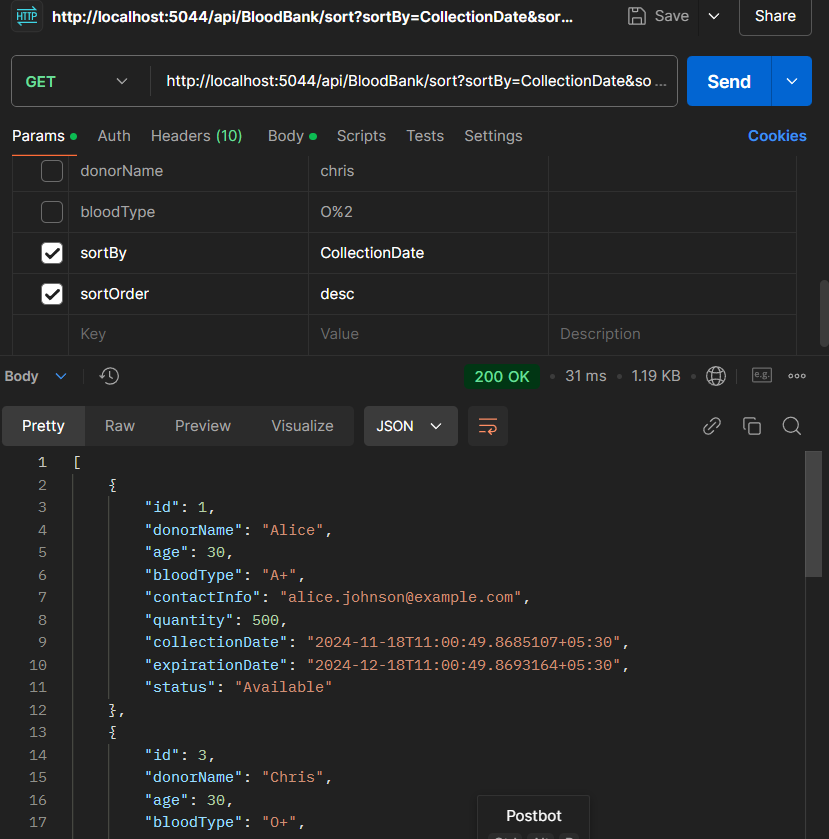 HTTP http://localhost:5044/api/BloodBank/sort?sortBy=CollectionDate&sor... Save Share
GET http://localhost:5044/api/BloodBank/sort?sortBy=CollectionDate&so ... Send
Params Auth Headers (10) Body Scripts Tests Settings Cookies
donorName chris
bloodType O%2
sortBy CollectionDate
sortOrder desc
Key Value Description
Body 200 OK 31 ms 1.19 KB e.g.
Pretty Raw Preview Visualize JSON
1 [
2 {
3 "id": 1,
4 "donorName": "Alice",
5 "age": 30,
6 "bloodType": "A+",
7 "contactInfo": "alice.johnson@example.com",
8 "quantity": 500,
9 "collectionDate": "2024-11-18T11:00:49.8685107+05:30",
10 "expirationDate": "2024-12-18T11:00:49.8693164+05:30",
11 "status": "Available"
12 },
13 {
14 "id": 3,
15 "donorName": "Chris",
16 "age": 30,
17 "bloodType": "O+",
Postbot